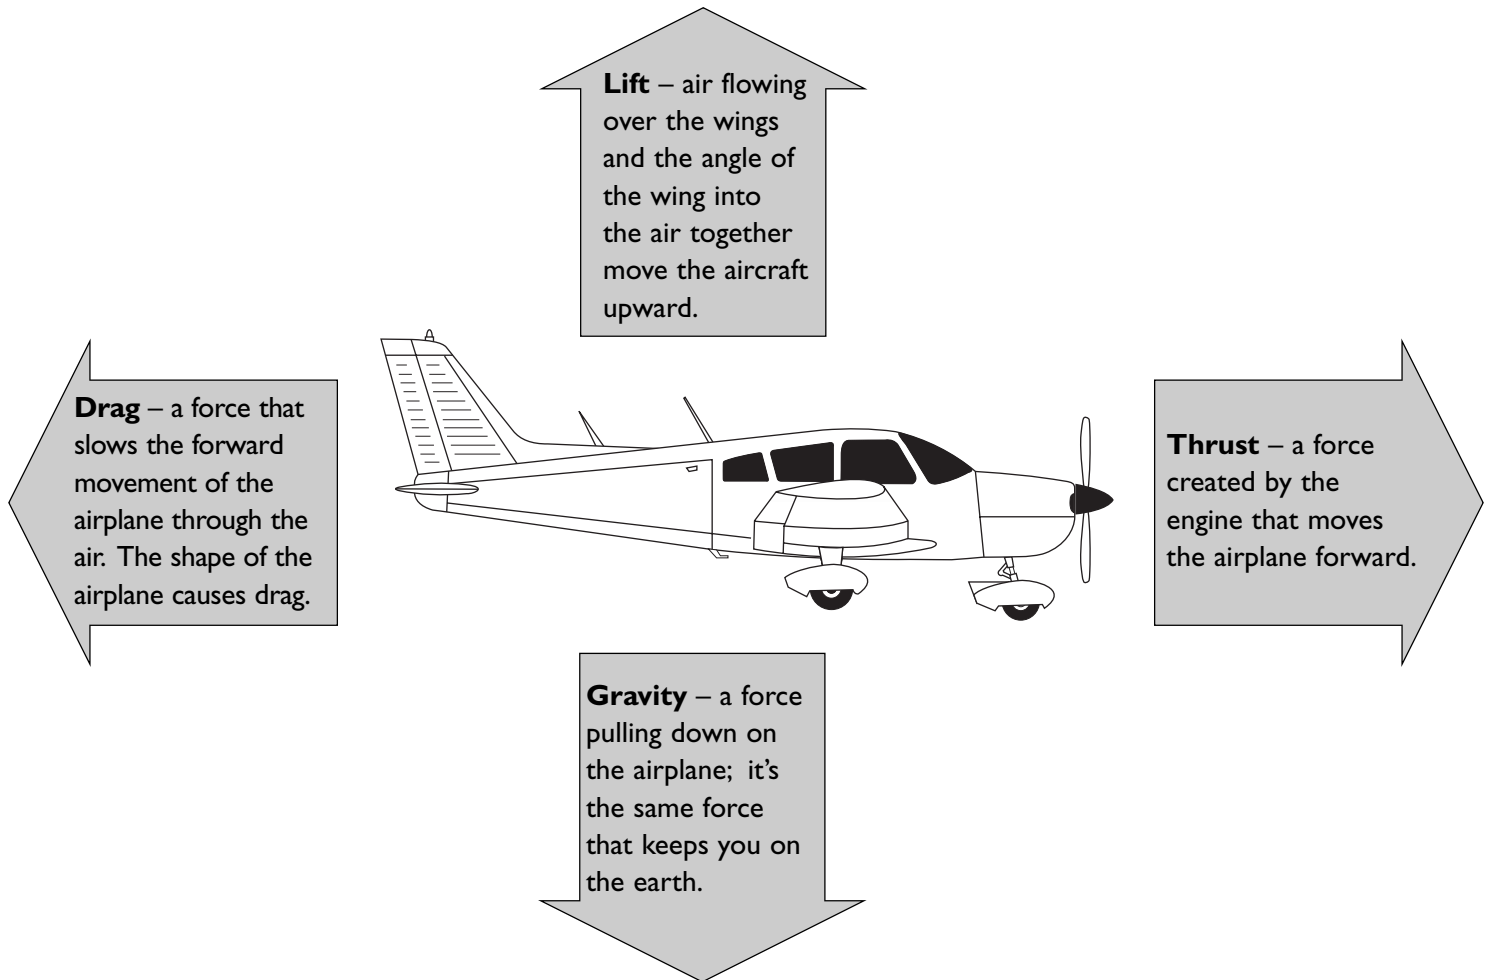 Lift – air flowing
over the wings
and the angle of
the wing into
the air together
move the aircraft
upward.
Drag – a force that
slows the forward
movement of the
airplane through the
air. The shape of the
airplane causes drag.
Thrust – a force
created by the
engine that moves
the airplane forward.
Gravity – a force
pulling down on
the airplane; it’s
the same force
that keeps you on
the earth.